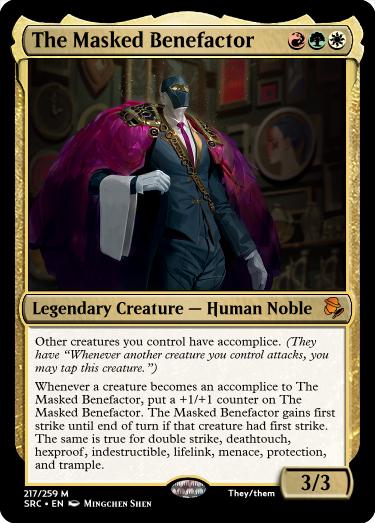 The Masked Benefactor
Legendary Creature — Human Noble
Other creatures you control have accomplice. (They
have “Whenever another creature you control attacks, you
may tap this creature.”)
Whenever a creature becomes an accomplice to The
Masked Benefactor, put a +1/+1 counter on The
Masked Benefactor. The Masked Benefactor gains first
strike until end of turn if that creature had first strike.
The same is true for double strike, deathtouch,
hexproof, indestructible, lifelink, menace, protection,
and trample.
3/3
217/259 M
SRC • EN Mingchen Shen
They/them